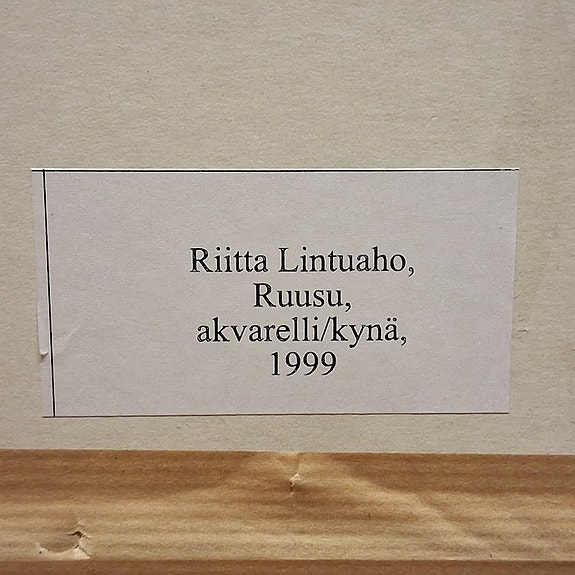 Riitta Lintuaho,
Ruusu,
akvarelli/kynä,
1999